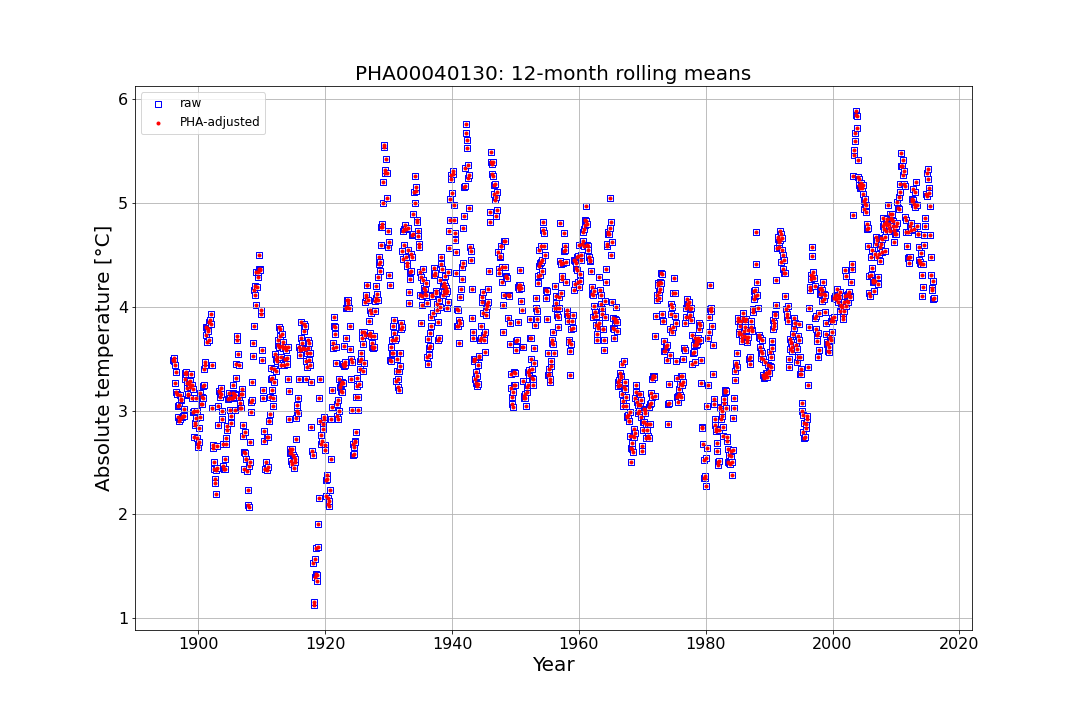 PHA00040130: 12-month rolling means
raw
PHA-adjusted
6
5
4
3
2
1
Absolute temperature [°C]
1900 1920 1940 1960 1980 2000 2020
Year